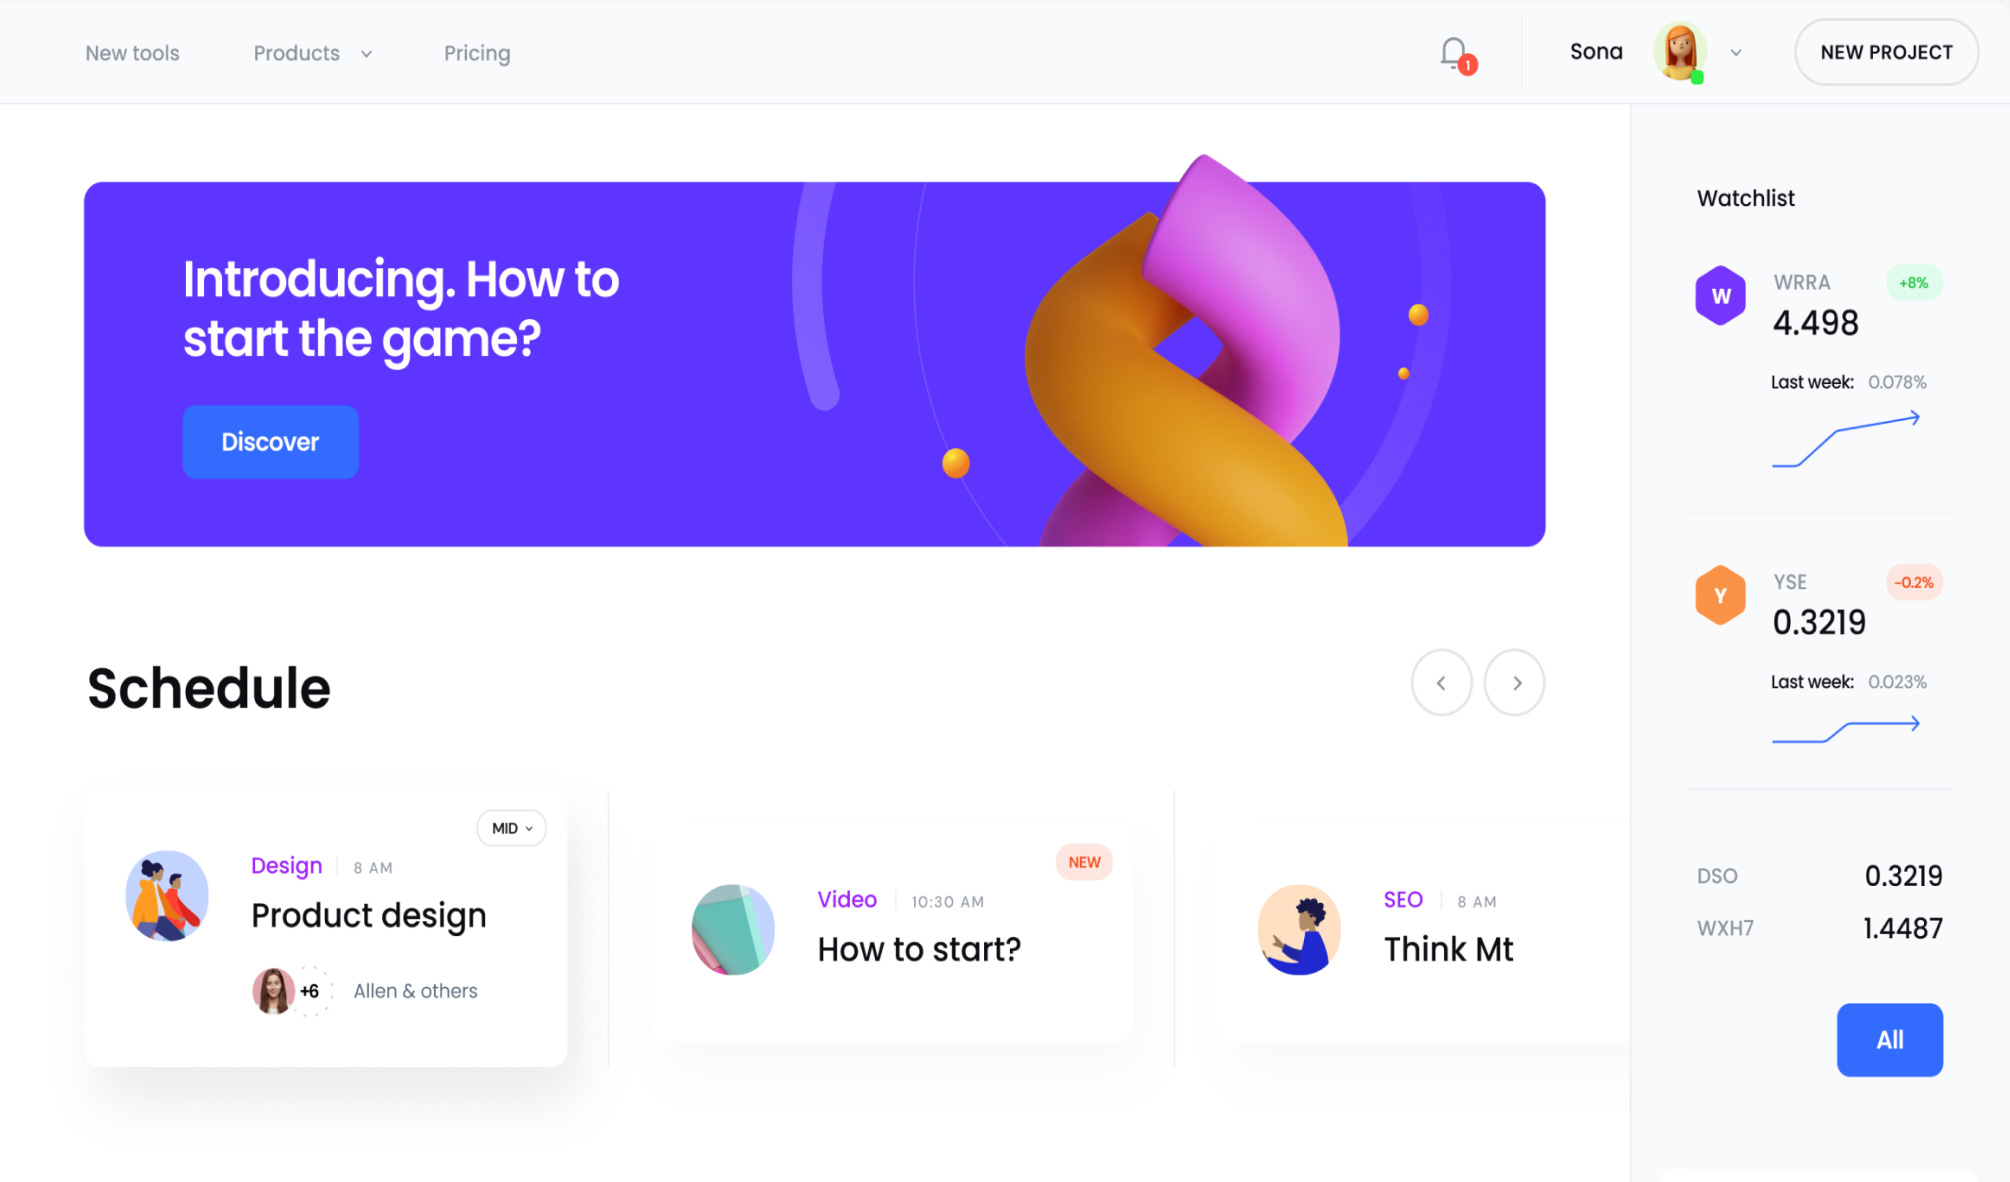 New tools
Products
Pricing
1
Sona
NEW PROJECT
Introducing. How to
start the game?
Discover
Watchlist
W
WRRA
+8%
4.498
Last week: 0.078%
Y
YSE
-0.2%
0.3219
Last week: 0.023%
DSO 0.3219
WXH7 1.4487
All
Schedule
MID
Design 8 AM
Product design
+6 Allen & others
NEW
Video 10:30 AM
How to start?
SEO 8 AM
Think Mt